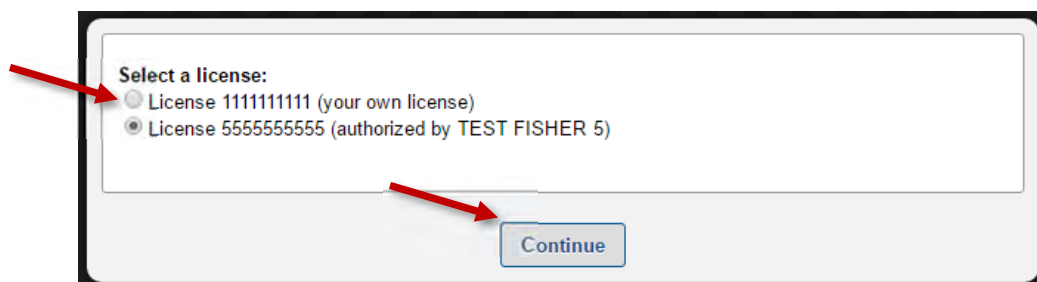 Select a license:
License 1111111111 (your own license)
License 5555555555 (authorized by TEST FISHER 5)
Continue